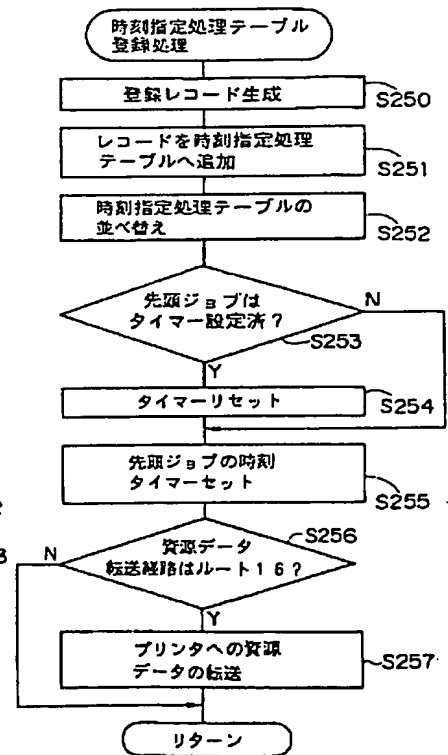 時刻指定処理テーブル
登録処理
登録レコード生成
S250
レコードを時刻指定処理
テーブルへ追加
S251
時刻指定処理テーブルの
並べ替え
S252
先頭ジョブは
タイマー設定済?
N
S253
Y
タイマーリセット
S254
先頭ジョブの時刻
タイマーセット
S255
資源データ
転送経路はルート16?
S256
N
Y
プリンタへの資源
データの転送
S257
リターン